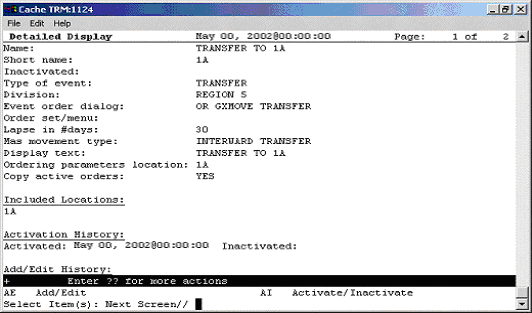 Cache TRM:1124
File Edit Help
Detailed Display May 00, 2002@00:00:00 Page: 1 of 2
Name: TRANSFER TO 1A
Short name: 1A
Inactivated:
Type of event: TRANSFER
Division: REGION 5
Event order dialog: OR GXMOVE TRANSFER
Order set/menu:
Lapse in #days: 30
Mas movement type: INTERWARD TRANSFER
Display text: TRANSFER TO 1A
Ordering parameters location: 1A
Copy active orders: YES
Included Locations:
1A
Activation History:
Activated: May 00, 2002@00:00:00 Inactivated:
Add/Edit History:
+ Enter ?? for more actions
AE Add/Edit AI Activate/Inactivate
Select Item(s): Next Screen//